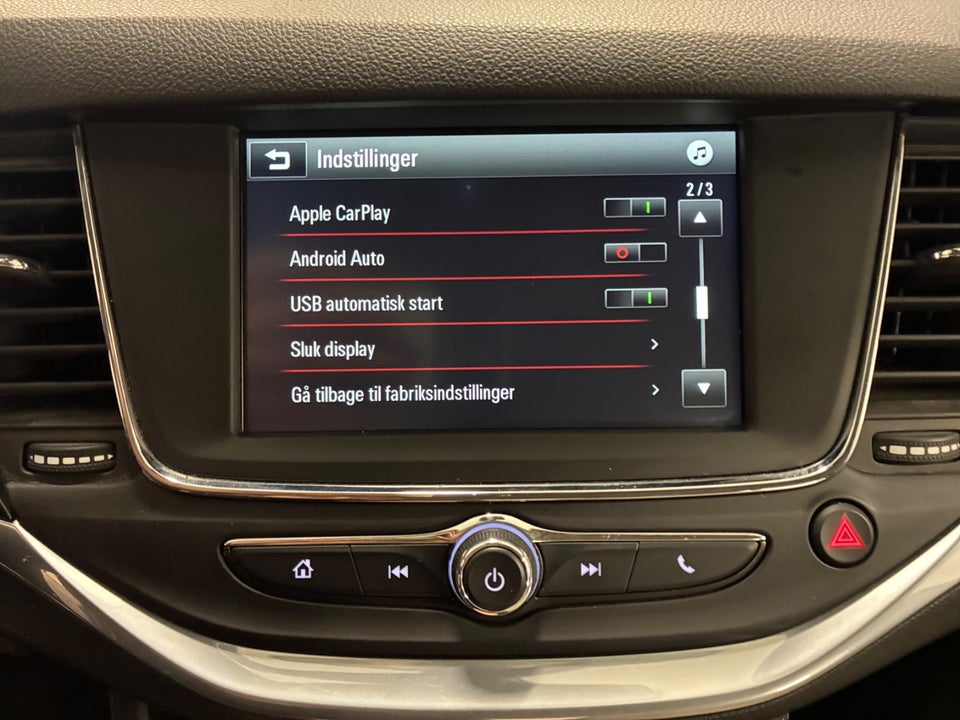 Indstillinger
2/3
Apple CarPlay
Android Auto
USB automatisk start
Sluk display
Gå tilbage til fabriksindstillinger